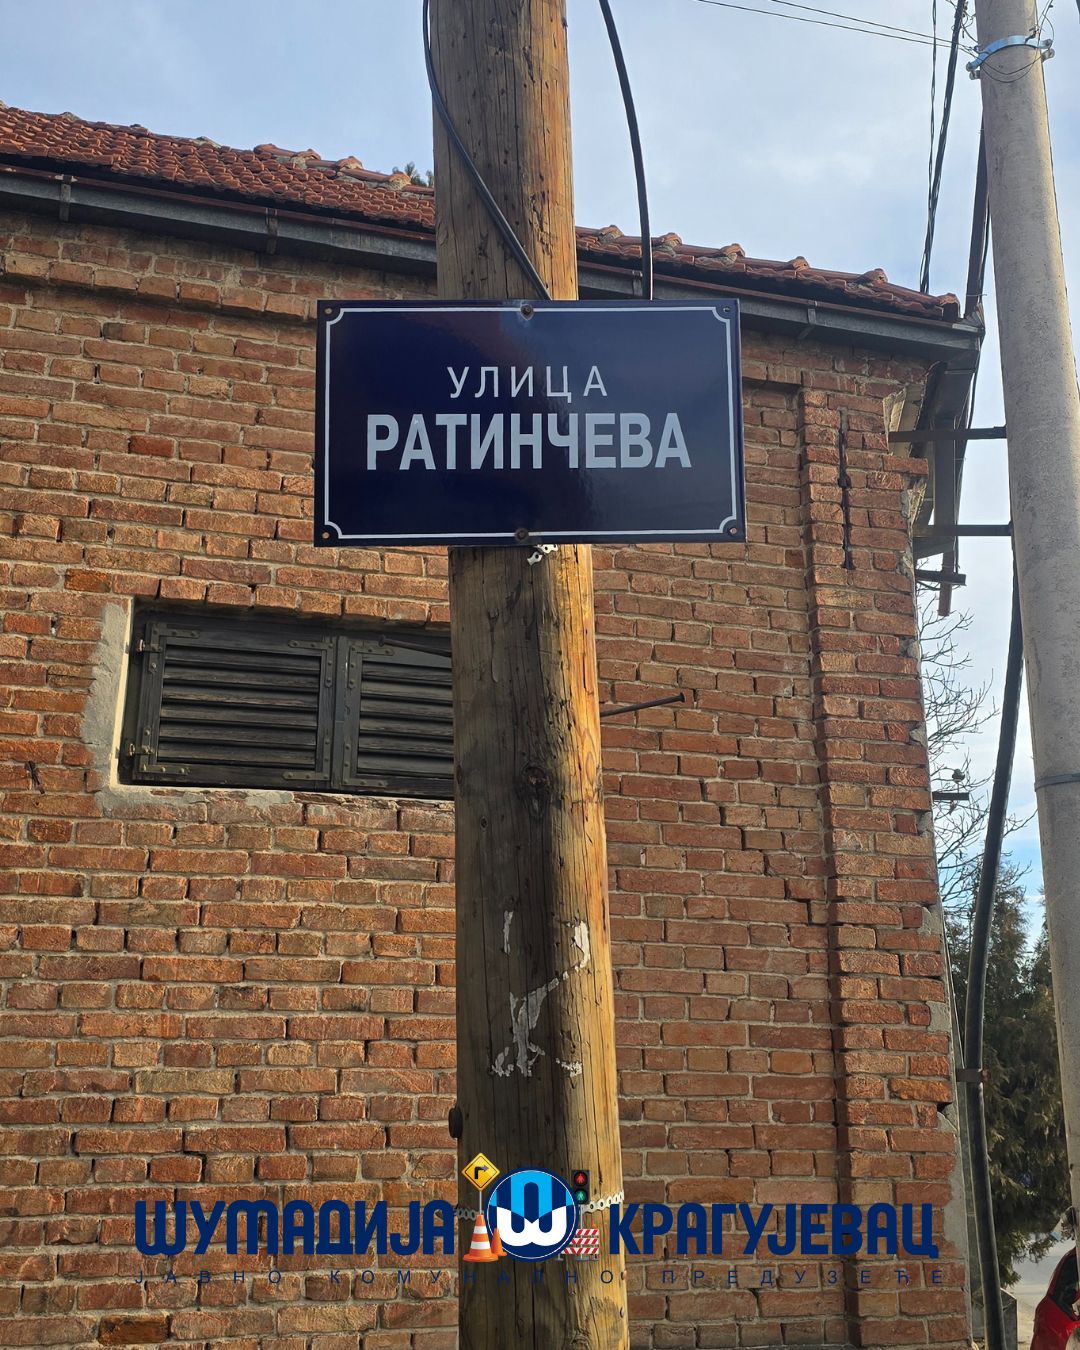 УЛИЦА
РАТИНЧЕВА
ШУМАДИЈА КРАГУЈЕВАЦ
ЈАВНО КОМУНАЛНО ПРЕДУЗЕЋЕ